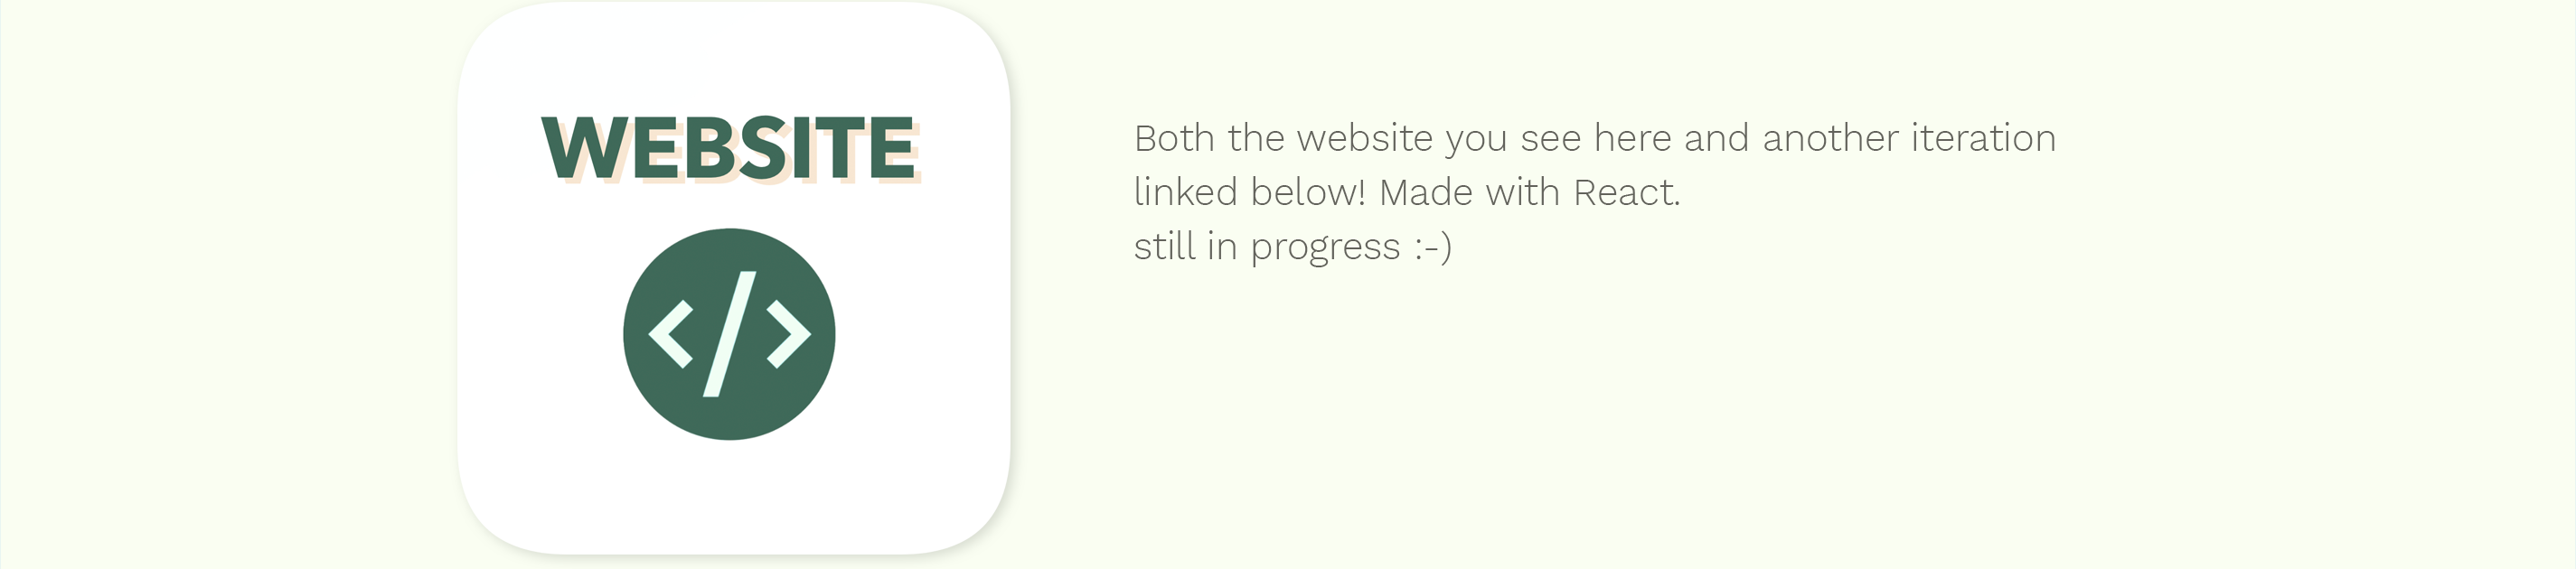 WEBSITE
</>
Both the website you see here and another iteration
linked below! Made with React.
still in progress :-)